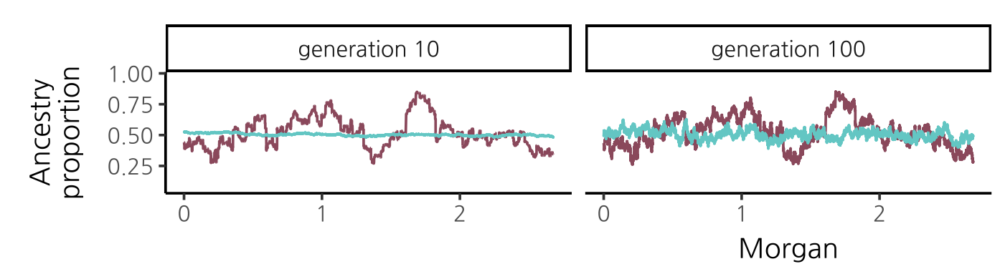 generation 10
generation 100
Ancestry
proportion
1.00
0.75
0.50
0.25
0 1 2
0 1 2
Morgan